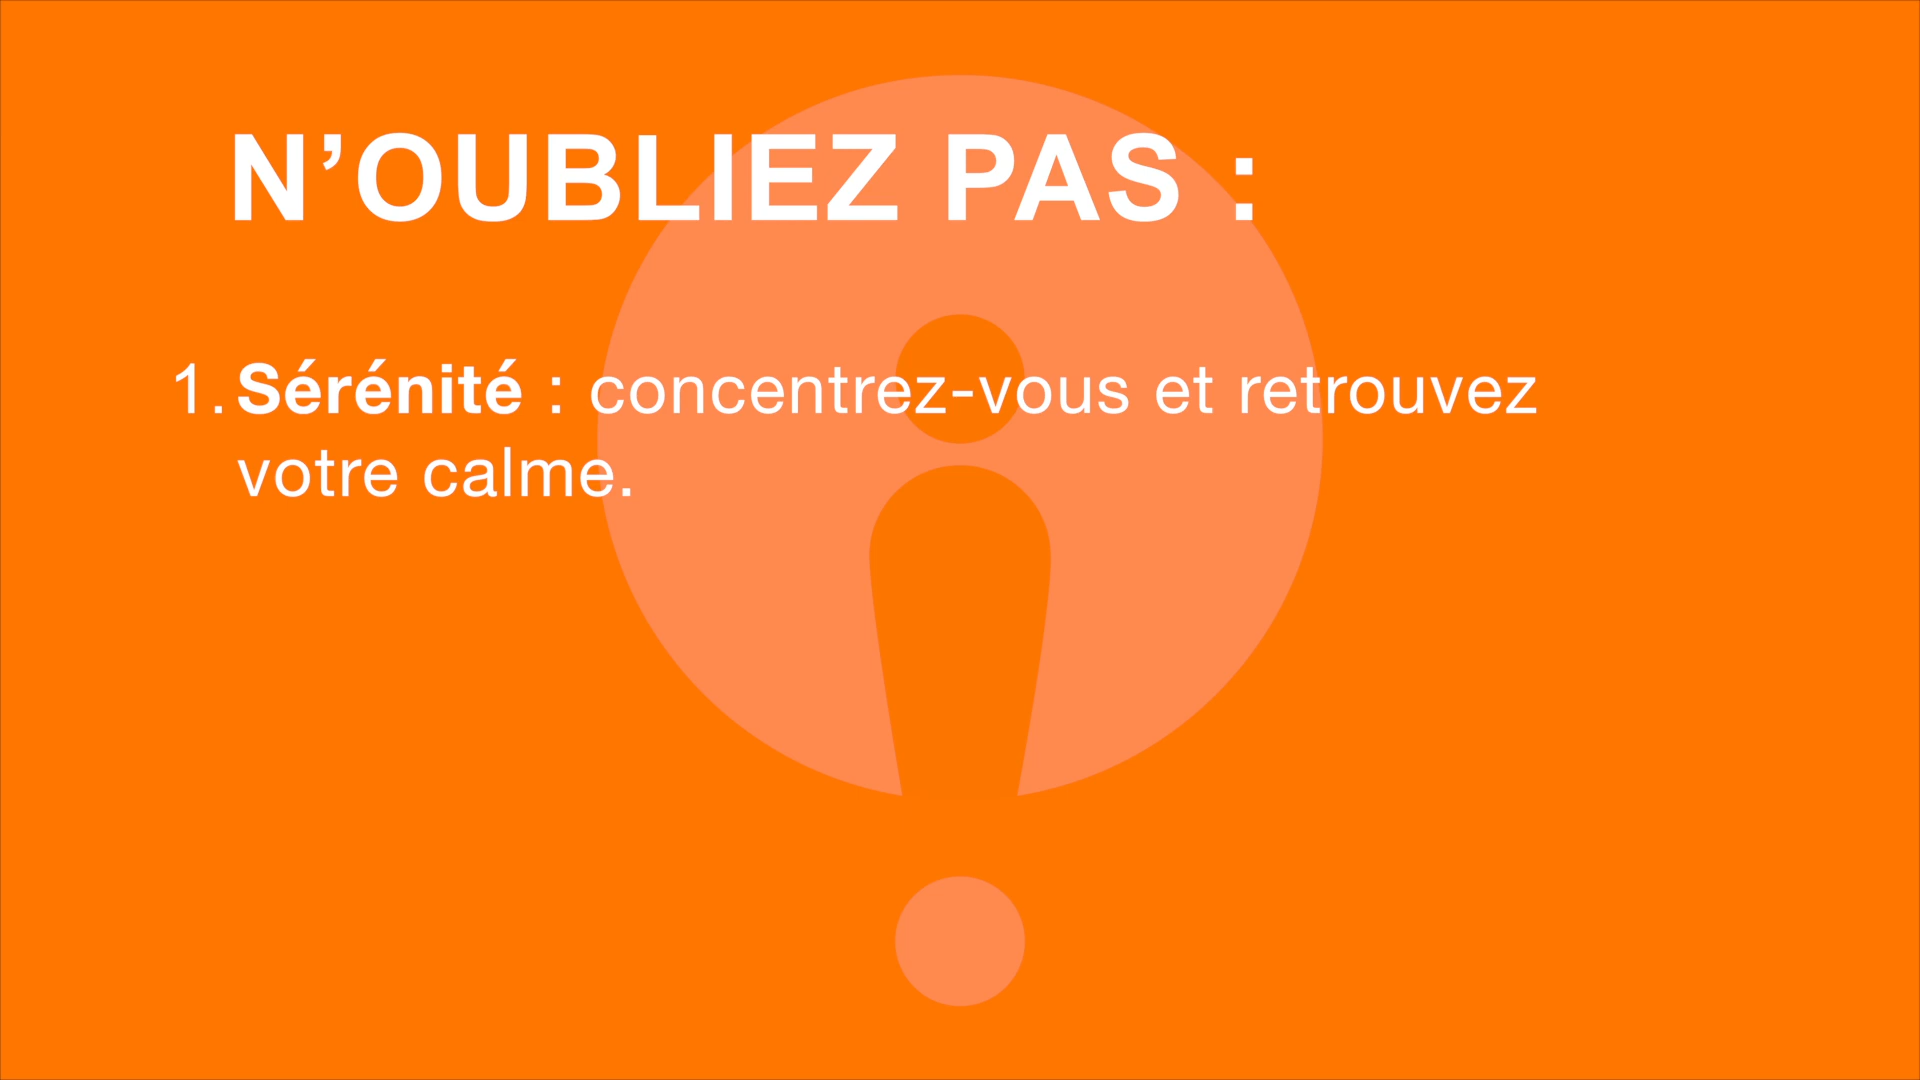 N’OUBLIEZ PAS :
1. Sérénité : concentrez-vous et retrouvez
votre calme.